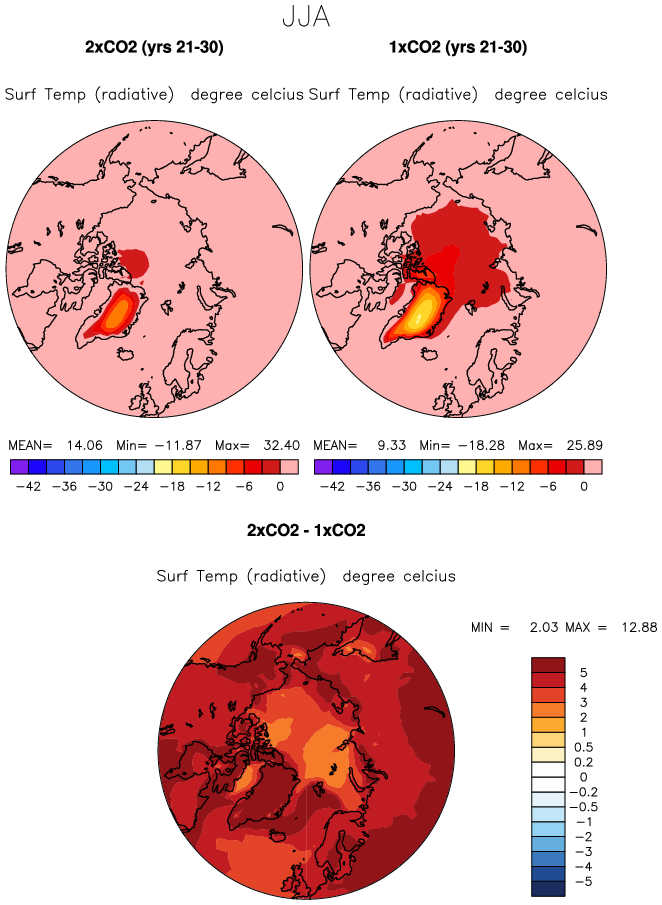 JJA
2xCO2 (yrs 21-30) 1xCO2 (yrs 21-30)
Surf Temp (radiative) degree celcius Surf Temp (radiative) degree celcius
MEAN= 14.06 Min= -11.87 Max= 32.40 MEAN= 9.33 Min= -18.28 Max= 25.89
-42 -36 -30 -24 -18 -12 -6 0 -42 -36 -30 -24 -18 -12 -6 0
2xCO2 - 1xCO2
Surf Temp (radiative) degree celcius
MIN = 2.03 MAX = 12.88
5
4
3
2
1
0.5
0.2
0
-0.2
-0.5
-1
-2
-3
-4
-5